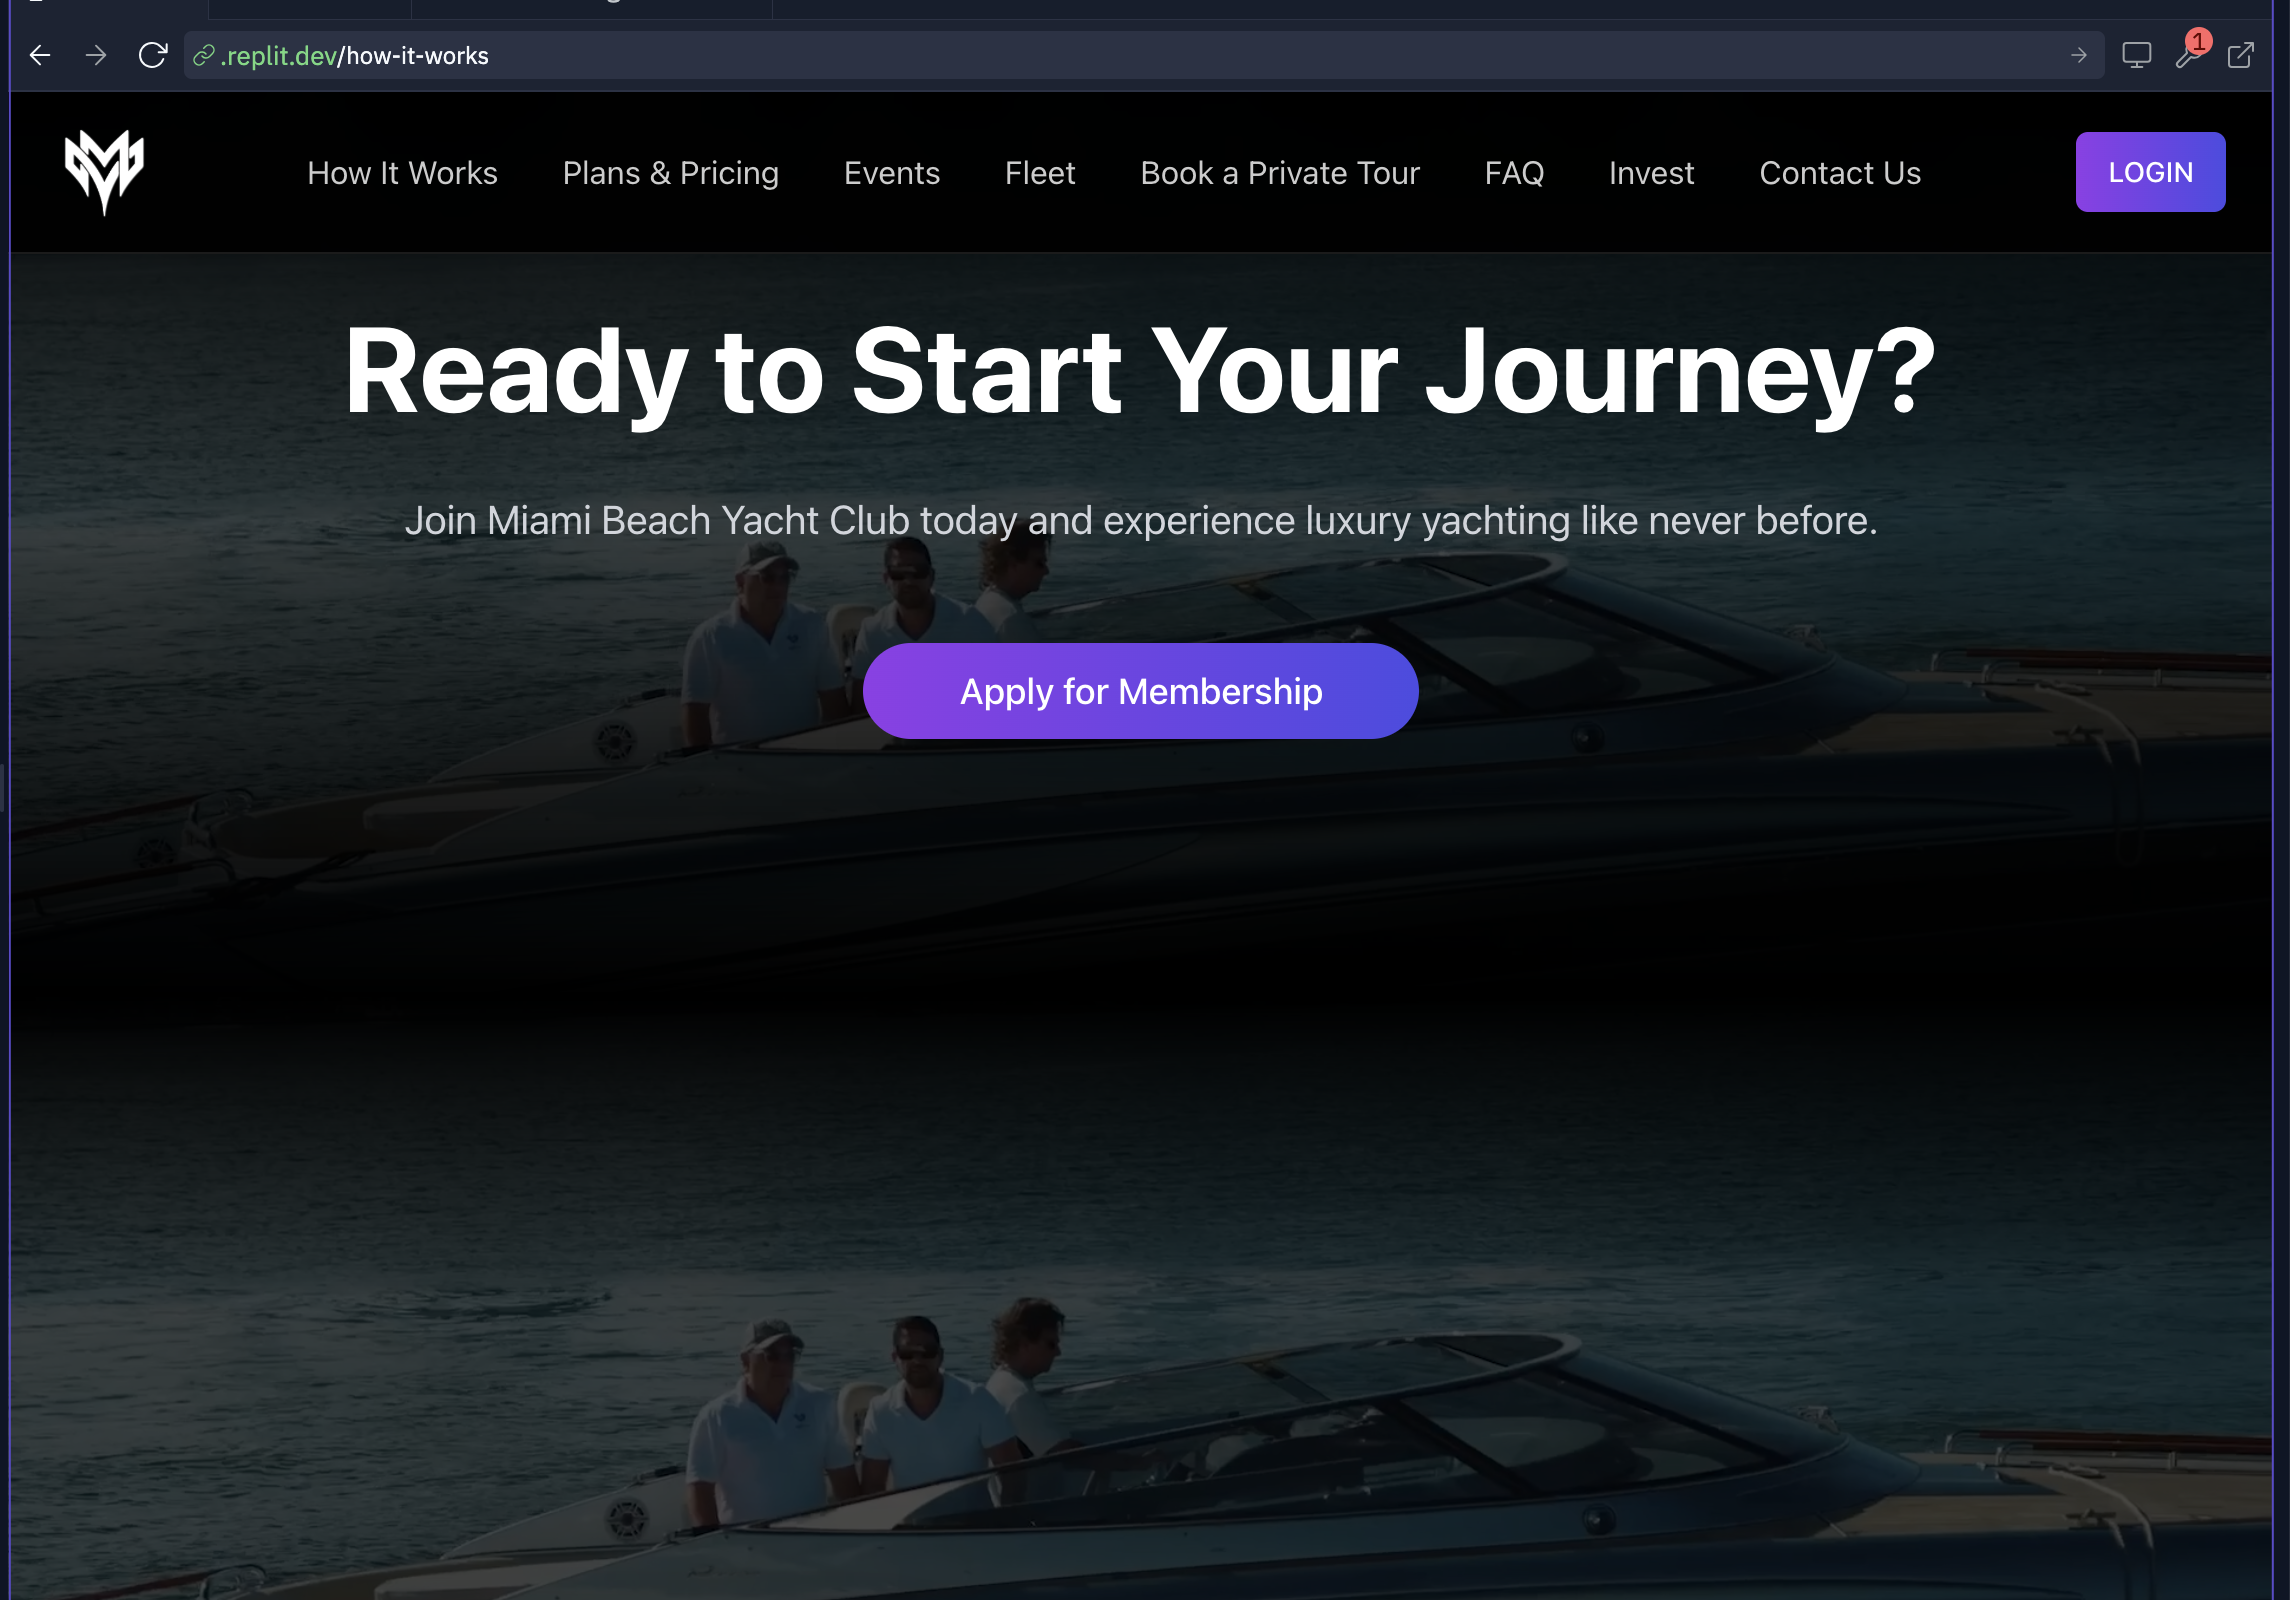 .replit.dev/how-it-works
1
How It Works Plans & Pricing Events Fleet Book a Private Tour FAQ Invest Contact Us LOGIN
Ready to Start Your Journey?
Join Miami Beach Yacht Club today and experience luxury yachting like never before.
Apply for Membership